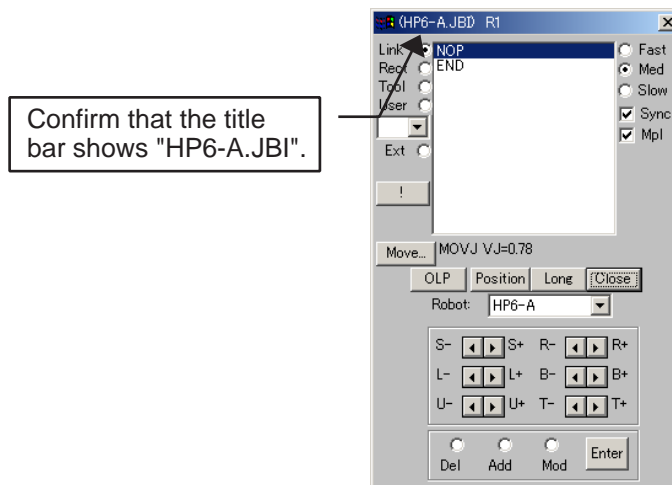 (HP6-A.JBI) R1
Link
NOP
Fast
Rect
END
Med
Tool
Slow
User
Sync
Mpl
Ext
!
Confirm that the title
bar shows "HP6-A.JBI".
Move... MOVJ VJ=0.78
OLP Position Long Close
Robot: HP6-A
S- S+ R- R+
L- L+ B- B+
U- U+ T- T+
Del Add Mod Enter